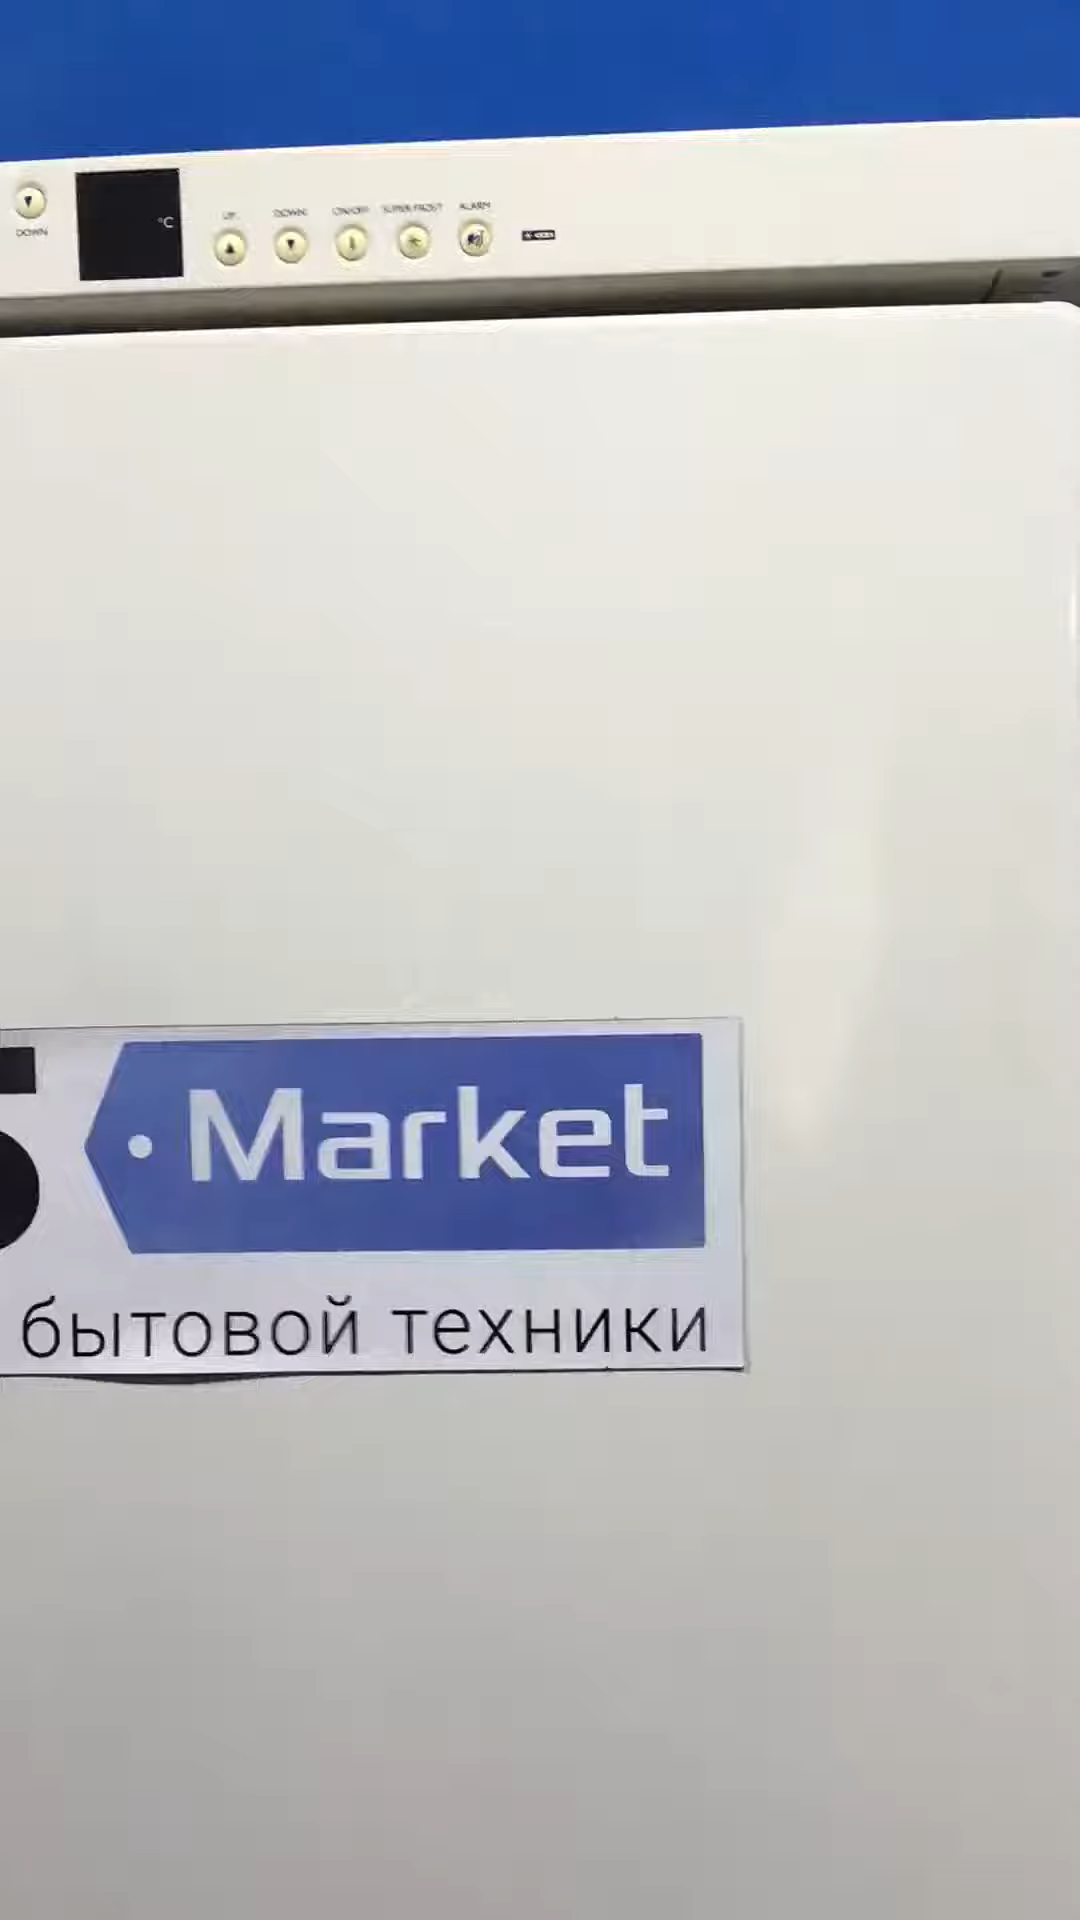 DOWN
°C
UP
DOWN
ON/OFF
SUPER FROST
ALARM
Б Market
бытовой техники